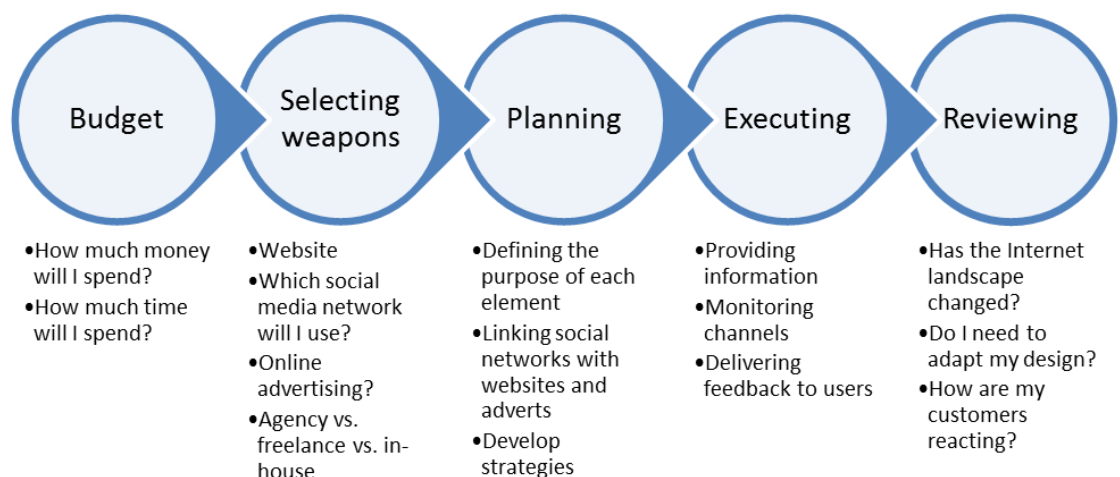 Budget
Selecting
weapons
Planning
Executing
Reviewing
•How much money
will I spend?
•How much time
will I spend?
•Website
•Which social
media network
will I use?
•Online
advertising?
•Agency vs.
freelance vs. in-
house
•Defining the
purpose of each
element
•Linking social
networks with
websites and
adverts
•Develop
strategies
•Providing
information
•Monitoring
channels
•Delivering
feedback to users
•Has the Internet
landscape
changed?
•Do I need to
adapt my design?
•How are my
customers
reacting?